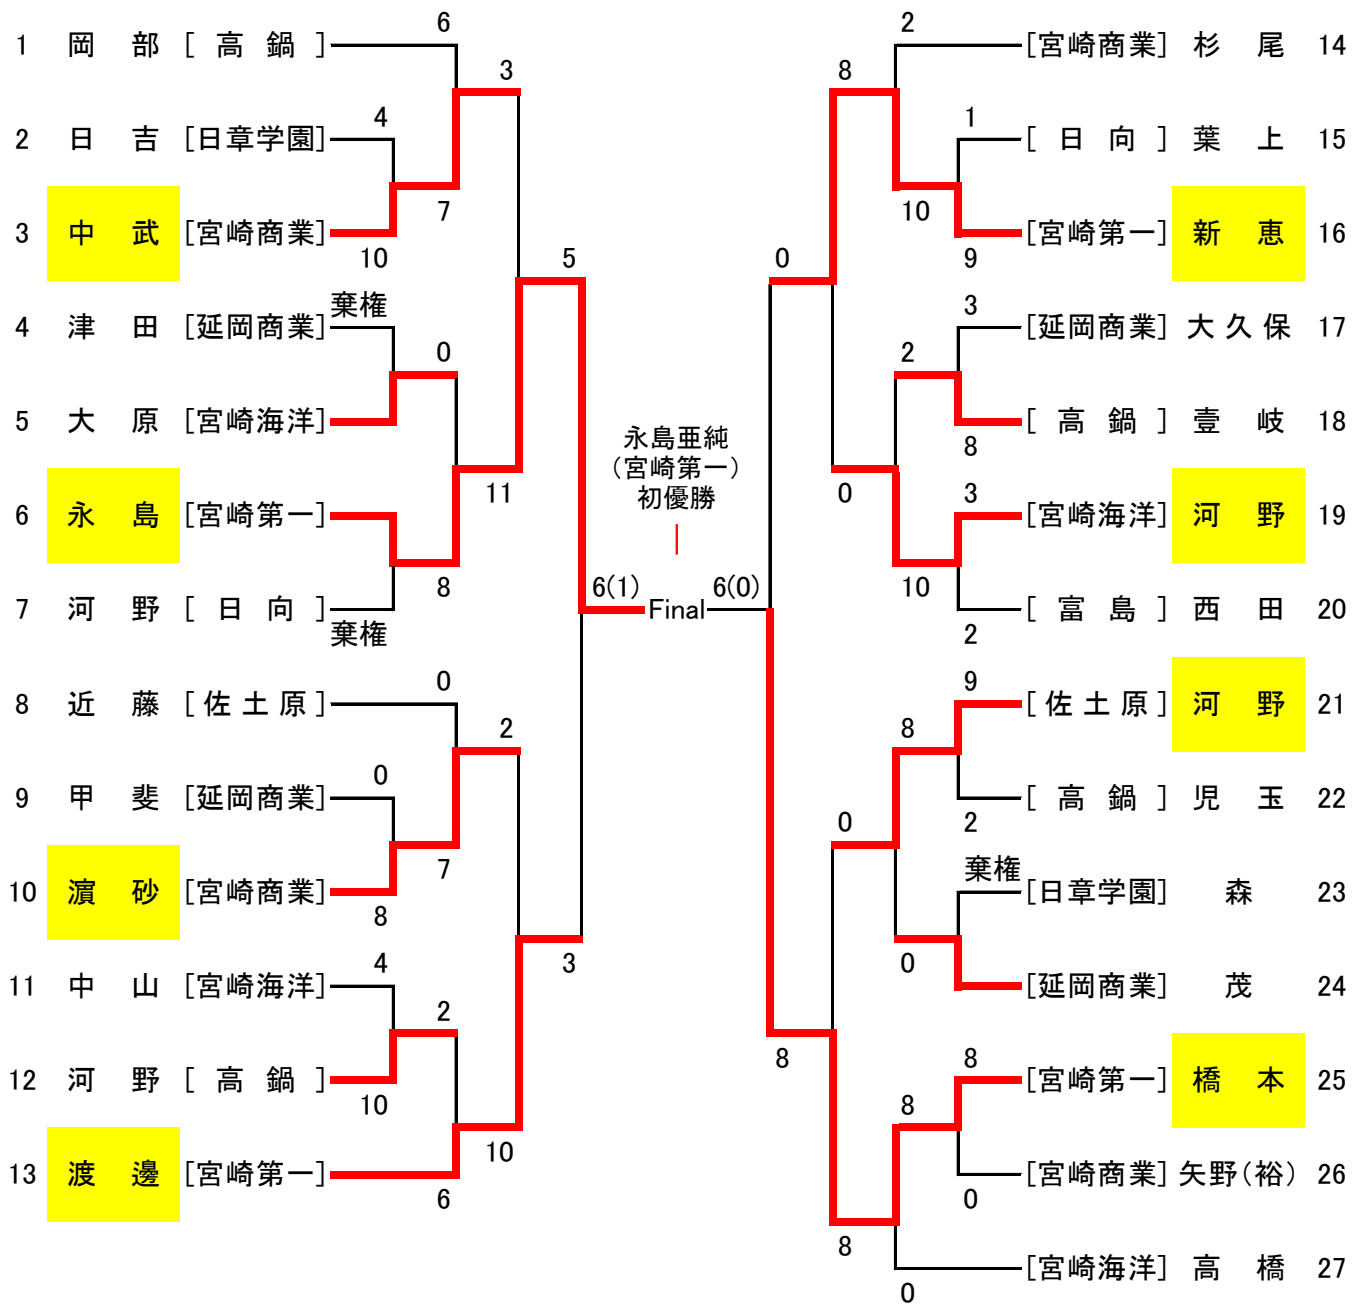 6
1 岡部 [高鍋]
3
4
2 日吉 [日章学園]
7
3 中武 [宮崎商業]
10
5
棄権
4 津田 [延岡商業]
0
5 大原 [宮崎海洋]
11
6 永島 [宮崎第一]
8
7 河野 [日向]
棄権
0
8 近藤 [佐土原]
2
0
9 甲斐 [延岡商業]
7
10 濵砂 [宮崎商業]
8
3
4
11 中山 [宮崎海洋]
2
12 河野 [高鍋]
10
10
13 渡邊 [宮崎第一]
6
永島亜純
(宮崎第一)
初優勝
6(1) Final 6(0)
2
[宮崎商業] 杉尾 14
8
1
[日向] 葉上 15
10
[宮崎第一] 新恵 16
9
0
3
[延岡商業] 大久保 17
2
[高鍋] 壹岐 18
8
0
3
[宮崎海洋] 河野 19
10
[富島] 西田 20
2
9
[佐土原] 河野 21
8
[高鍋] 児玉 22
2
0
棄権
[日章学園] 森 23
0
[延岡商業] 茂 24
8
8
[宮崎第一] 橋本 25
8
[宮崎商業] 矢野(裕) 26
0
8
[宮崎海洋] 高橋 27
0